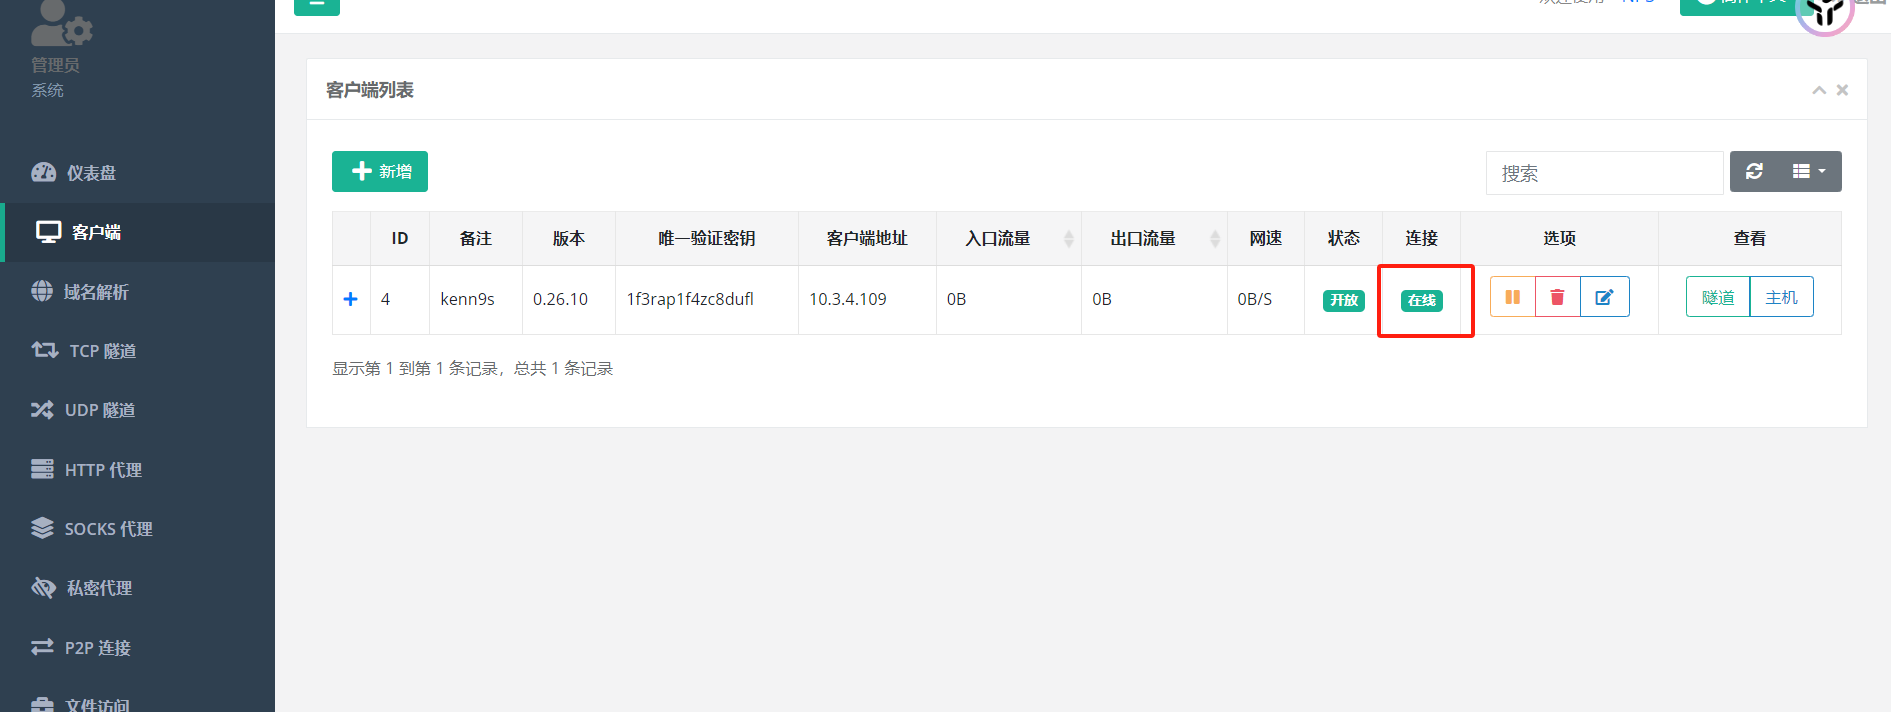 管理员
系统
仪表盘
客户端
域名解析
TCP 隧道
UDP 隧道
HTTP 代理
SOCKS 代理
私密代理
P2P 连接
文件访问
客户端列表
新增
搜索
ID 备注 版本 唯一验证密钥 客户端地址 入口流量 出口流量 网速 状态 连接 选项 查看
4 kenn9s 0.26.10 1f3rap1f4zc8dufl 10.3.4.109 0B 0B 0B/S 开放 在线 隧道 主机
显示第 1 到第 1 条记录，总共 1 条记录